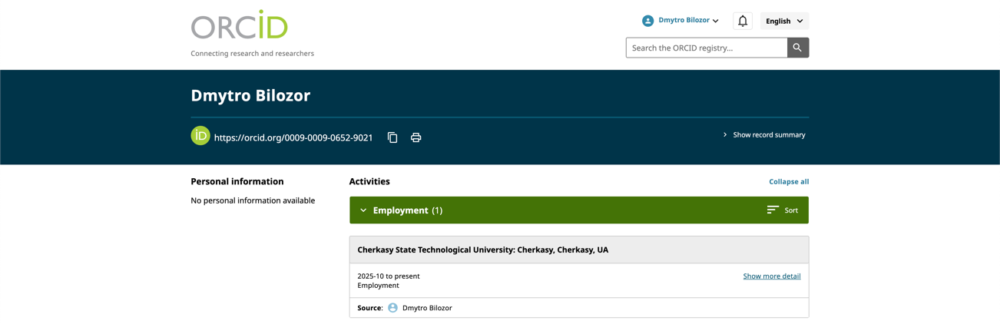 ORCID
Connecting research and researchers
Dmytro Bilozor
English
Search the ORCID registry...
Dmytro Bilozor
iD https://orcid.org/0009-0009-0652-9021
Show record summary
Personal information
No personal information available
Activities
Collapse all
Employment (1)
Sort
Cherkasy State Technological University: Cherkasy, Cherkasy, UA
2025-10 to present
Show more detail
Employment
Source: Dmytro Bilozor